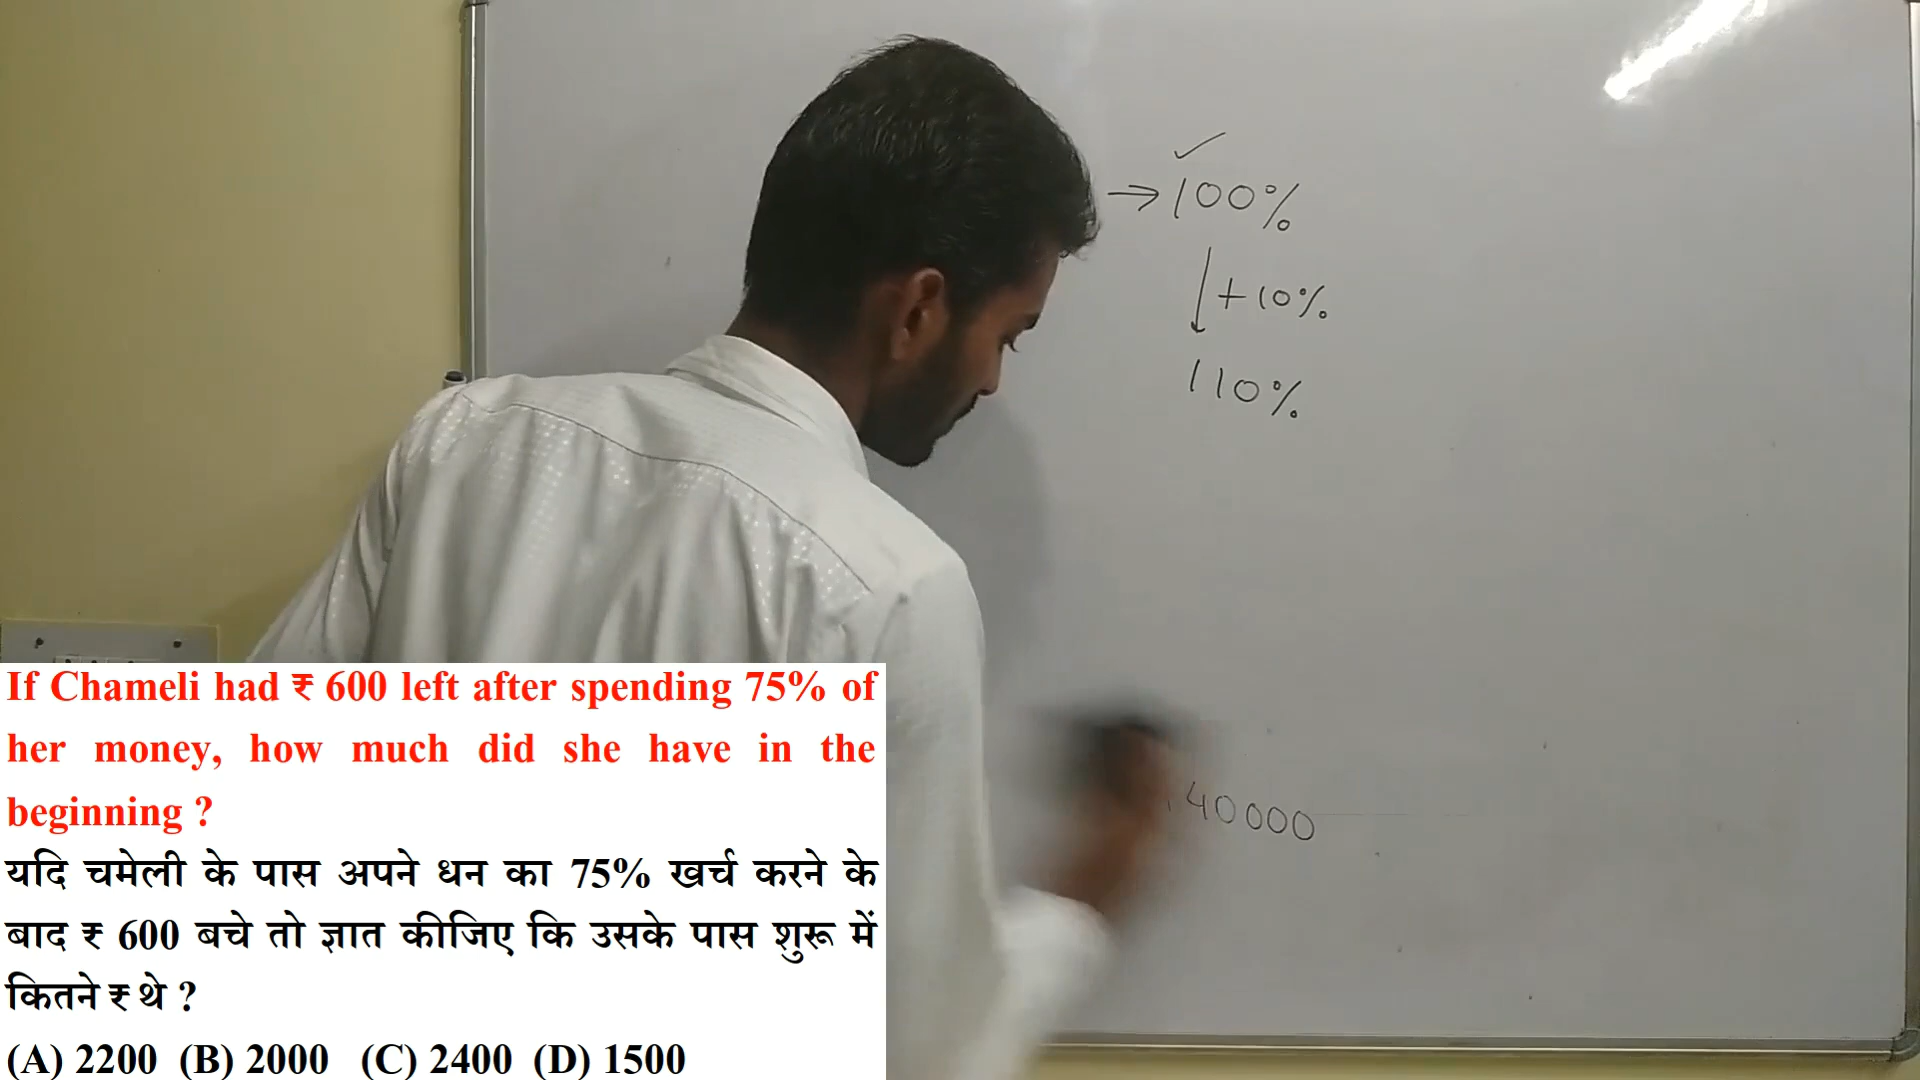 ✓
→100%
↓+10%
110%
40000
If Chameli had ₹ 600 left after spending 75% of
her money, how much did she have in the
beginning ?
यदि चमेली के पास अपने धन का 75% खर्च करने के
बाद ₹ 600 बचे तो ज्ञात कीजिए कि उसके पास शुरू में
कितने ₹ थे ?
(A) 2200 (B) 2000 (C) 2400 (D) 1500